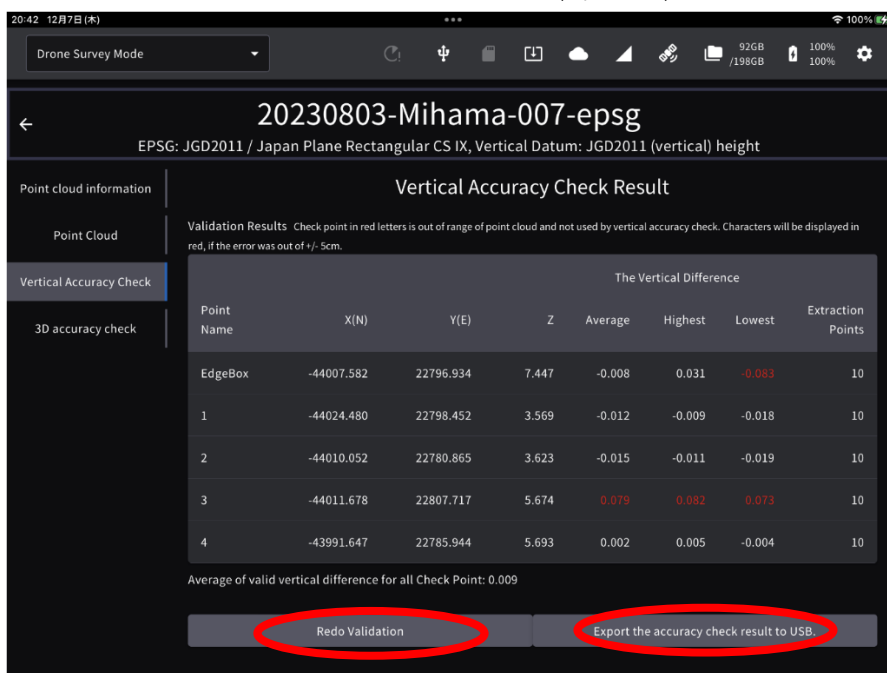 20:42 12月7日(木)
100%
Drone Survey Mode
92GB
/198GB
100%
100%
20230803-Mihama-007-epsg
EPSG: JGD2011 / Japan Plane Rectangular CS IX, Vertical Datum: JGD2011 (vertical) height
Point cloud information
Point Cloud
Vertical Accuracy Check
3D accuracy check
Vertical Accuracy Check Result
Validation Results Check point in red letters is out of range of point cloud and not used by vertical accuracy check. Characters will be displayed in
red, if the error was out of +/- 5cm.
The Vertical Difference
Point Name X(N) Y(E) Z Average Highest Lowest Extraction Points
EdgeBox -44007.582 22796.934 7.447 -0.008 0.031 -0.083 10
1 -44024.480 22798.452 3.569 -0.012 -0.009 -0.018 10
2 -44010.052 22780.865 3.623 -0.015 -0.011 -0.019 10
3 -44011.678 22807.717 5.674 0.079 0.082 0.073 10
4 -43991.647 22785.944 5.693 0.002 0.005 -0.004 10
Average of valid vertical difference for all Check Point: 0.009
Redo Validation
Export the accuracy check result to USB.